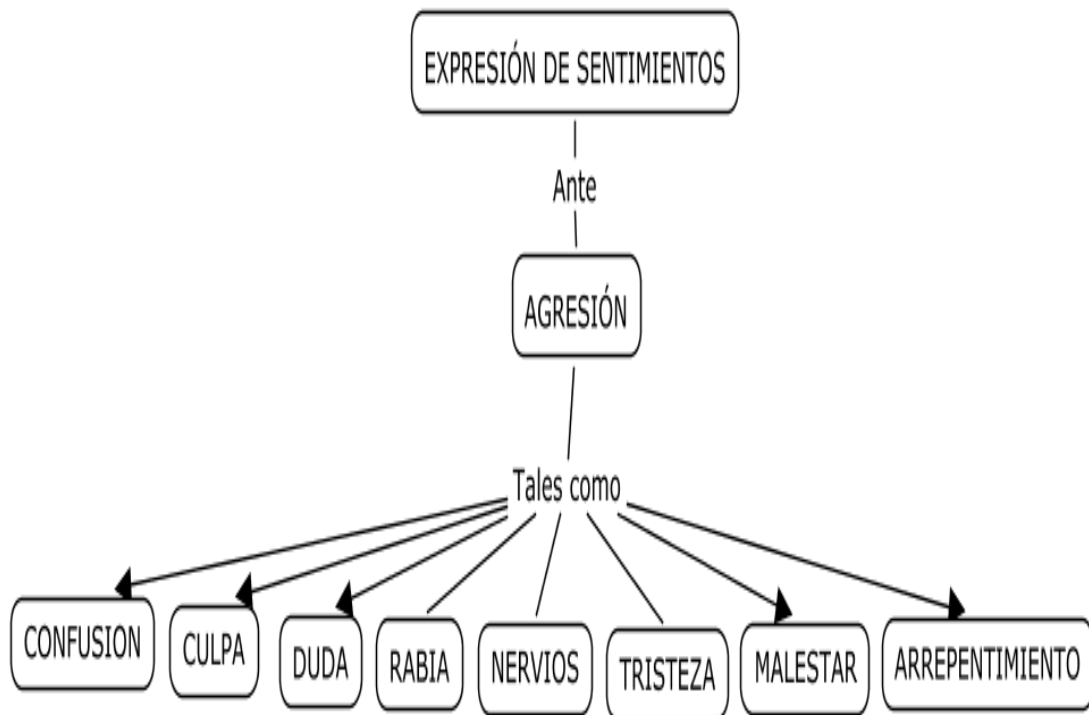 EXPRESIÓN DE SENTIMIENTOS
Ante
AGRESIÓN
Tales como
CONFUSION
CULPA
DUDA
RABIA
NERVIOS
TRISTEZA
MALESTAR
ARREPENTIMIENTO